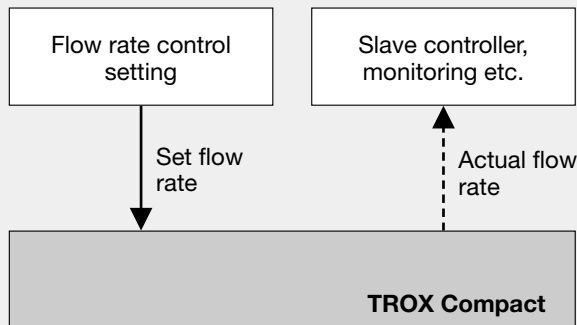 Flow rate control
setting
Slave controller,
monitoring etc.
Set flow
rate
Actual flow
rate
TROX Compact